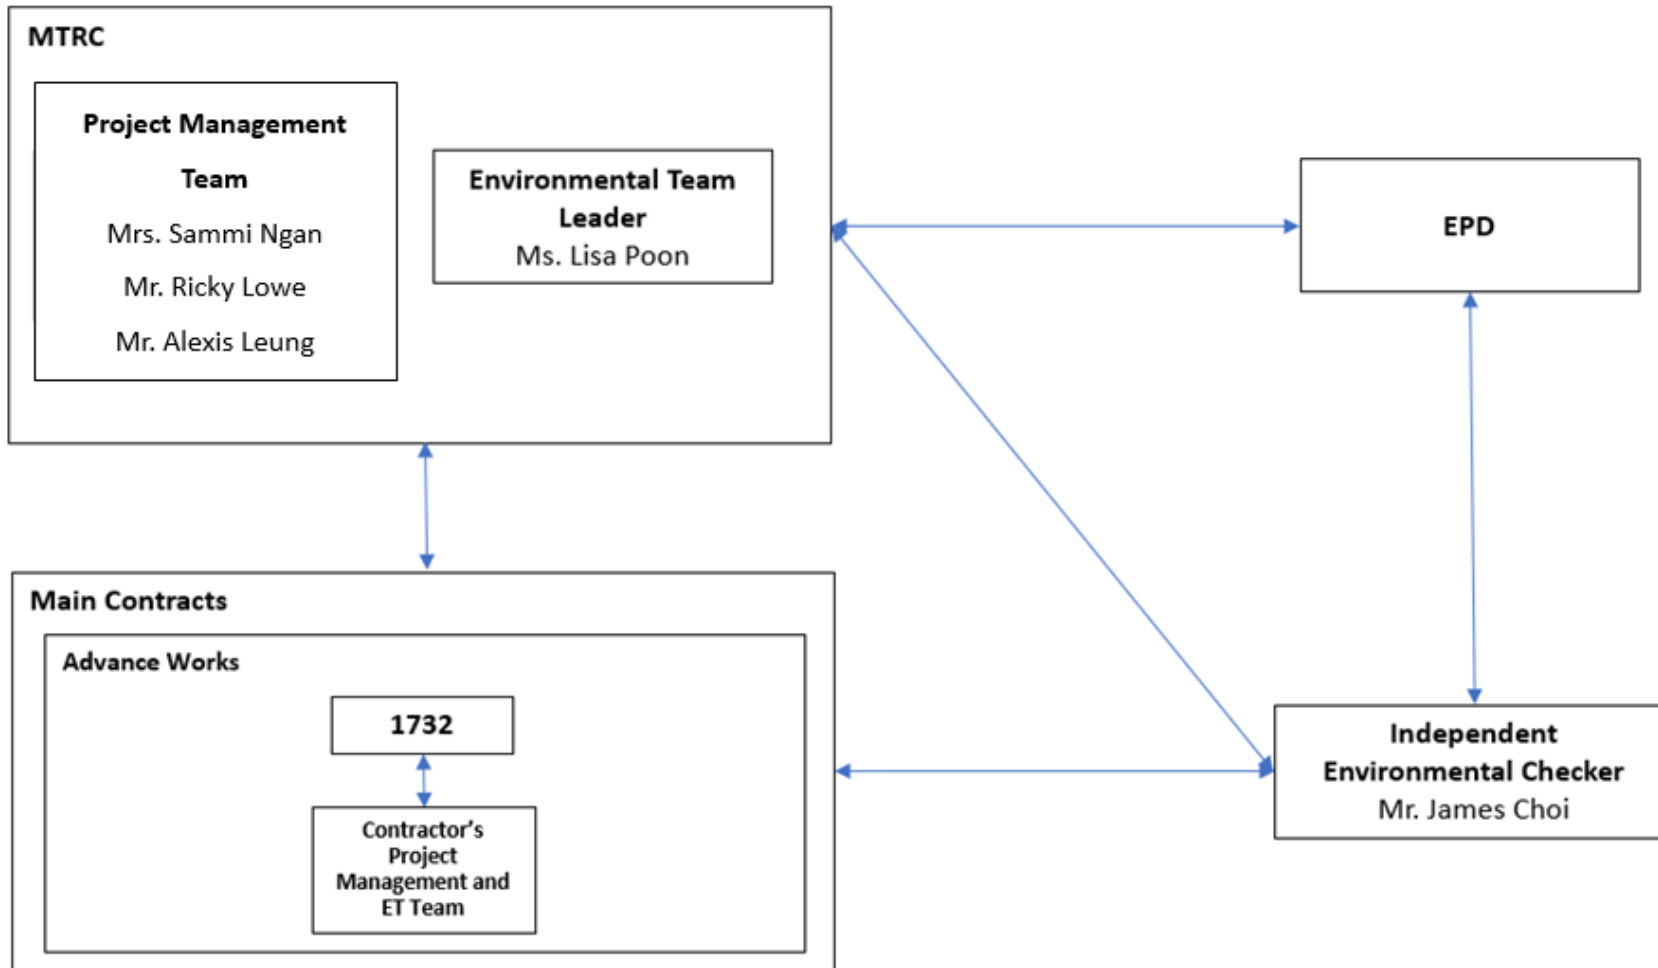 MTRC
Project Management
Team
Mrs. Sammi Ngan
Mr. Ricky Lowe
Mr. Alexis Leung
Environmental Team
Leader
Ms. Lisa Poon
EPD
Main Contracts
Advance Works
1732
Contractor's
Project
Management and
ET Team
Independent
Environmental Checker
Mr. James Choi